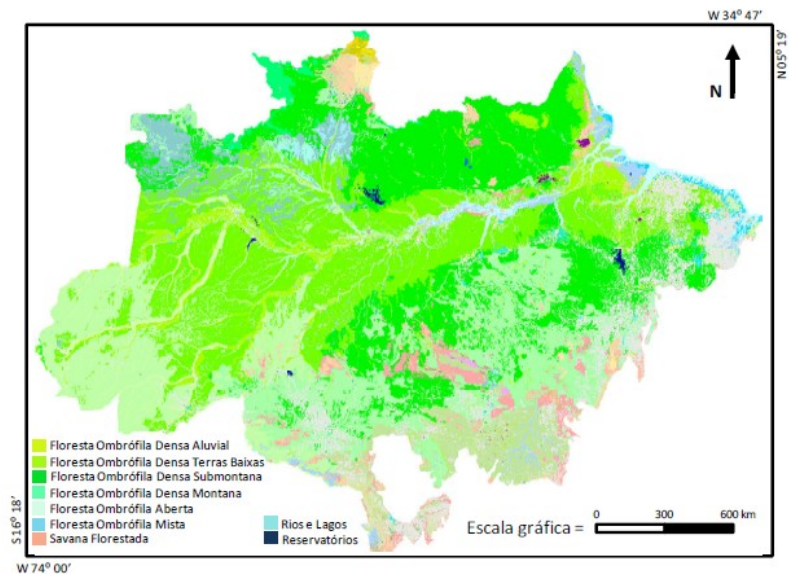 W 34º 47'
N 05º 19'
N
Floresta Ombrófila Densa Aluvial
Floresta Ombrófila Densa Terras Baixas
Floresta Ombrófila Densa Submontana
Floresta Ombrófila Densa Montana
Floresta Ombrófila Aberta
Floresta Ombrófila Mista
Savana Florestada
Rios e Lagos
Reservatórios
Escala gráfica =
0 300 600 km
S 16º 18'
W 74º 00'